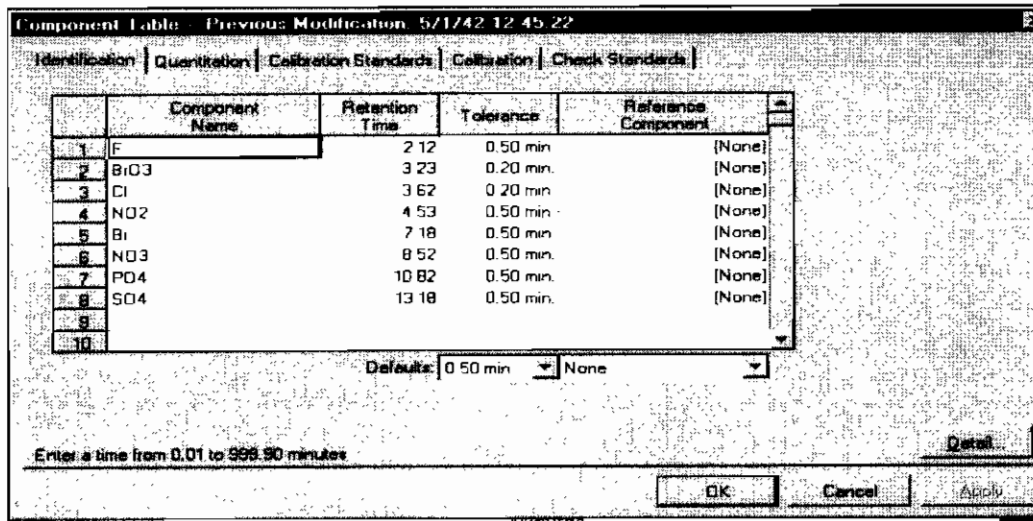 Component Table - Previous Modification: 5/1/42 12:45:22
Identification Quantitation Calibration Standards Calibration Check Standards
Component Name Retention Time Tolerance Reference Component
1 F 2.12 0.50 min [None]
2 BrO3 3.23 0.20 min. [None]
3 Cl 3.62 0.20 min [None]
4 NO2 4.53 0.50 min [None]
5 Br 7.18 0.50 min [None]
6 NO3 8.52 0.50 min. [None]
7 PO4 10.82 0.50 min. [None]
8 SO4 13.18 0.50 min. [None]
9
10
Defaults: 0.50 min None
Enter a time from 0.01 to 999.90 minutes
Detail...
OK Cancel Apply